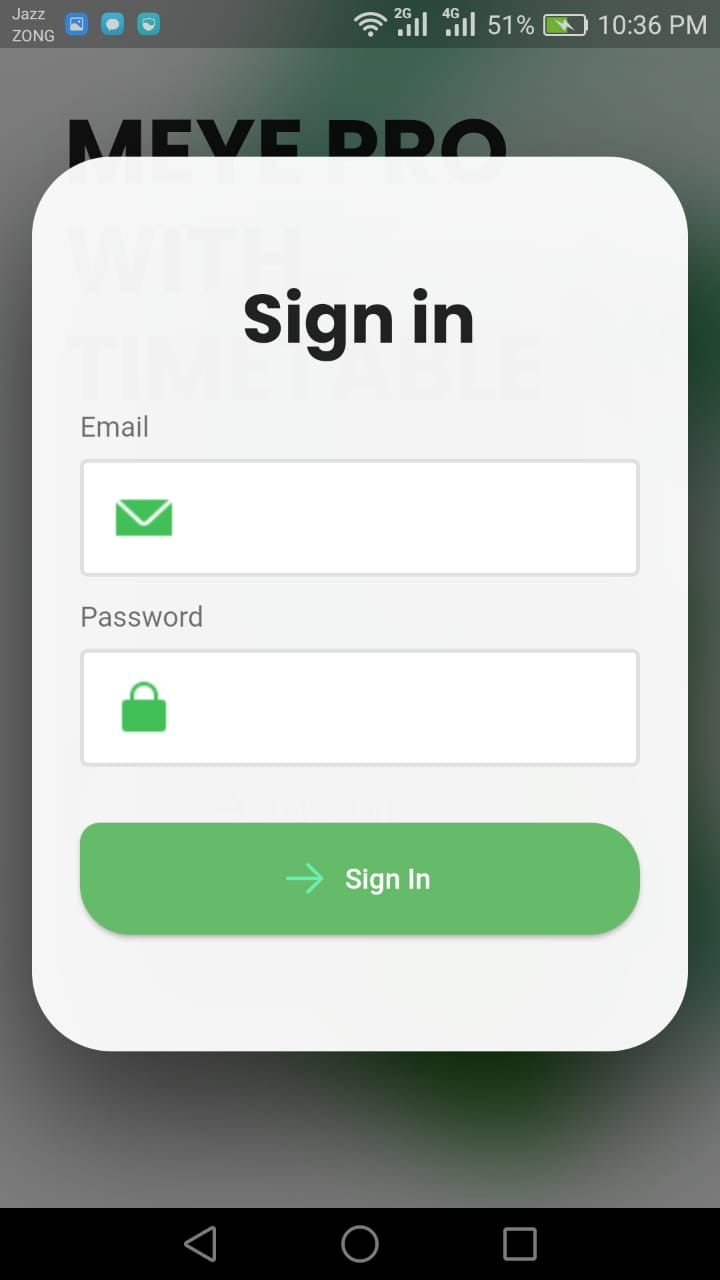 Jazz
ZONG
2G
4G
51%
10:36 PM
MEYE PRO
WITH
TIMETABLE
Sign in
Email
Password
Sign In